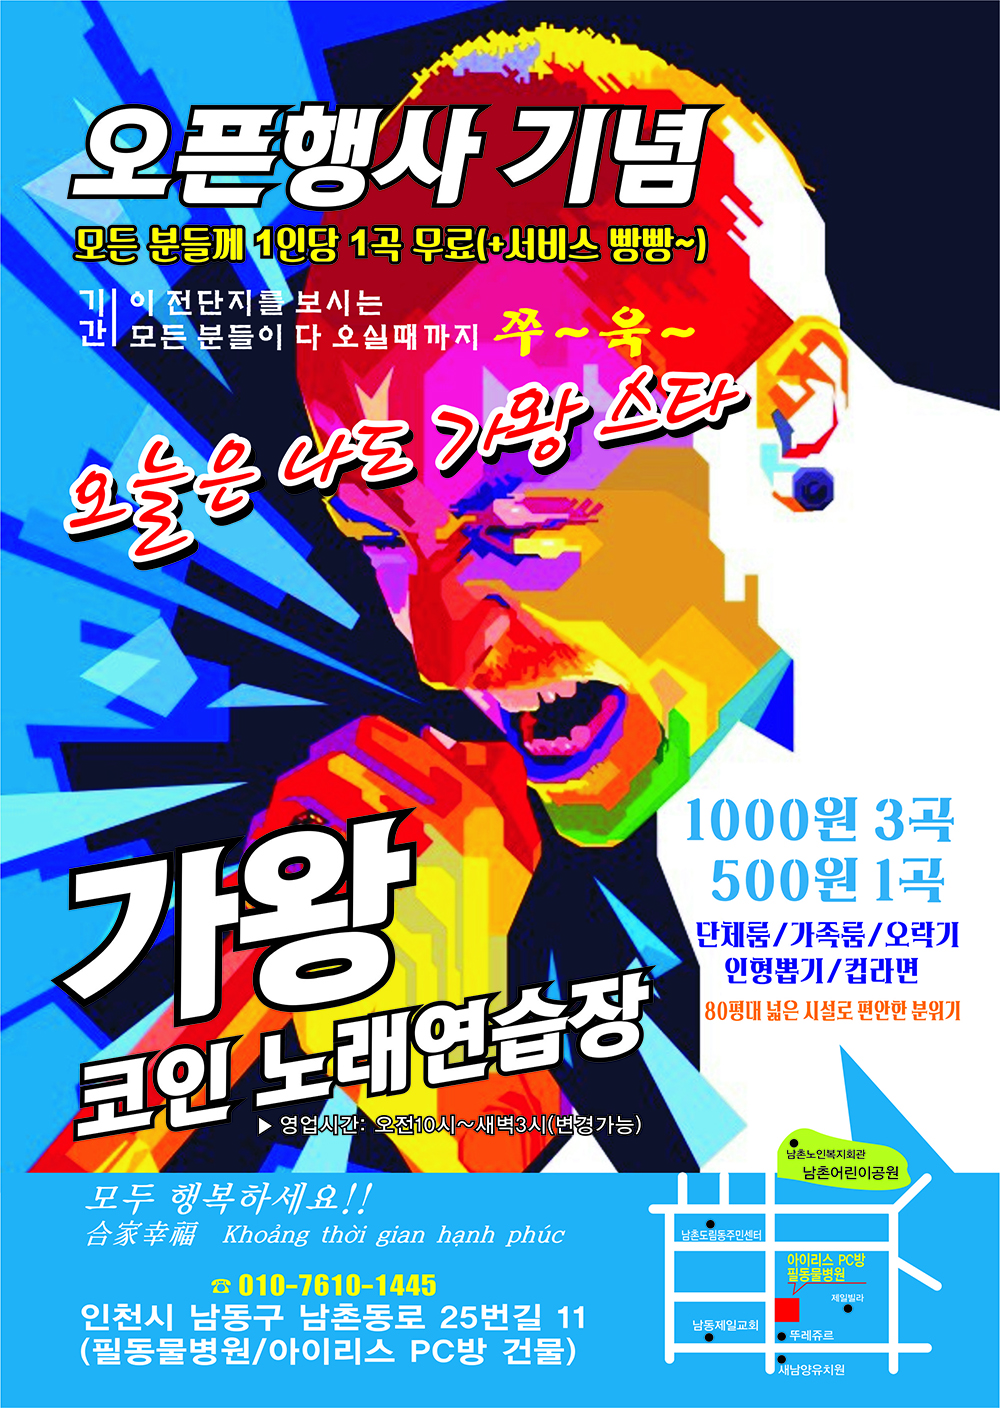 오픈행사 기념
모든 분들께 1인당 1곡 무료(+서비스 빵빵~)
기간 이 전단지를 보시는
모든 분들이 다 오실때까지 쭈~욱~
오늘은 나도 가왕 스타
1000원 3곡
500원 1곡
단체룸/가족룸/오락기
인형뽑기/컵라면
80평대 넓은 시설로 편안한 분위기
가왕
코인 노래연습장
▶ 영업시간: 오전10시~새벽3시(변경가능)
모두 행복하세요!!
合家幸福 Khoảng thời gian hạnh phúc
☎ 010-7610-1445
인천시 남동구 남촌동로 25번길 11
(필동물병원/아이리스 PC방 건물)
남촌노인복지회관
남촌어린이공원
남촌도림동주민센터
아이리스 PC방
필동물병원
제일빌라
남동제일교회
뚜레쥬르
새남양유치원